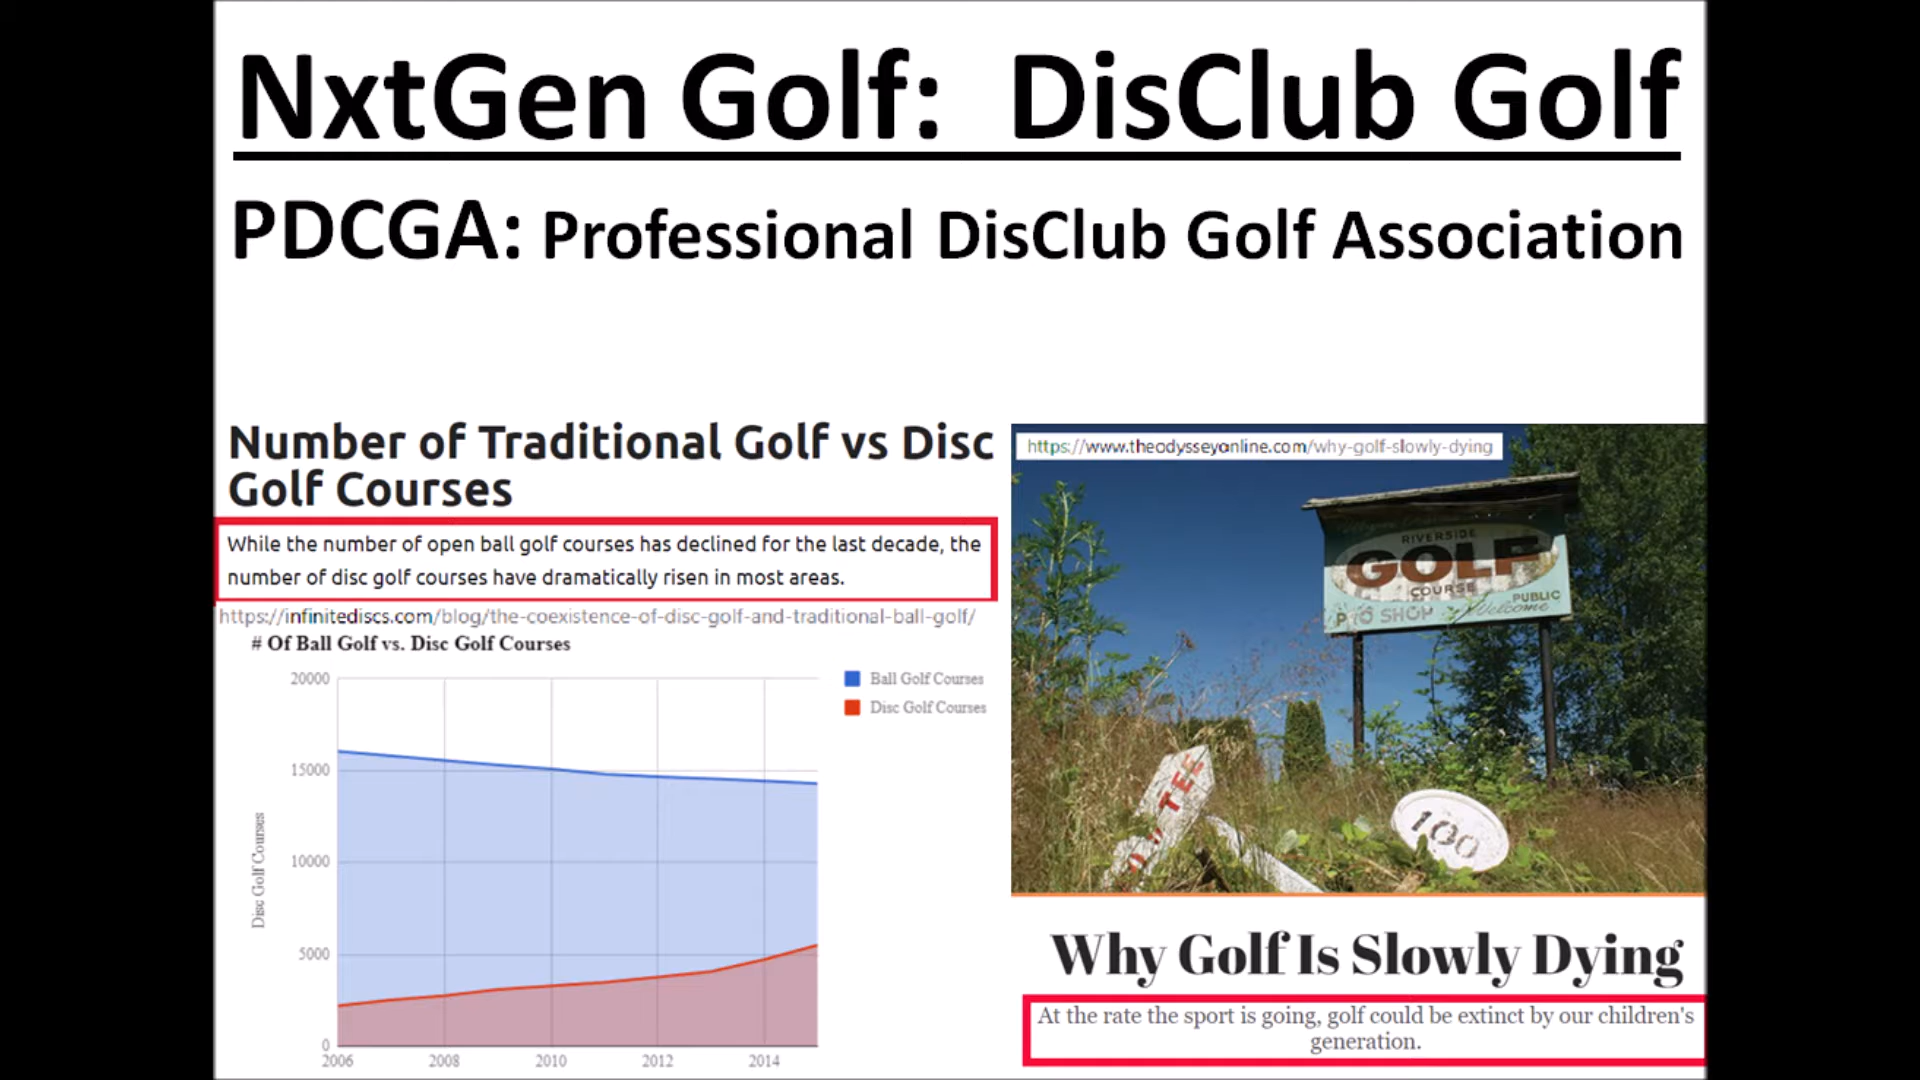 NxtGen Golf: DisClub Golf
PDCGA: Professional DisClub Golf Association
Number of Traditional Golf vs Disc
Golf Courses
While the number of open ball golf courses has declined for the last decade, the
number of disc golf courses have dramatically risen in most areas.
https://infinitediscs.com/blog/the-coexistence-of-disc-golf-and-traditional-ball-golf/
# Of Ball Golf vs. Disc Golf Courses
20000
15000
10000
5000
0
Disc Golf Courses
2006
2008
2010
2012
2014
Ball Golf Courses
Disc Golf Courses
https://www.theodysseyonline.com/why-golf-slowly-dying
RIVERSIDE
GOLF
COURSE
PUBLIC
PRO SHOP
Welcome
TEE
100
Why Golf Is Slowly Dying
At the rate the sport is going, golf could be extinct by our children's
generation.